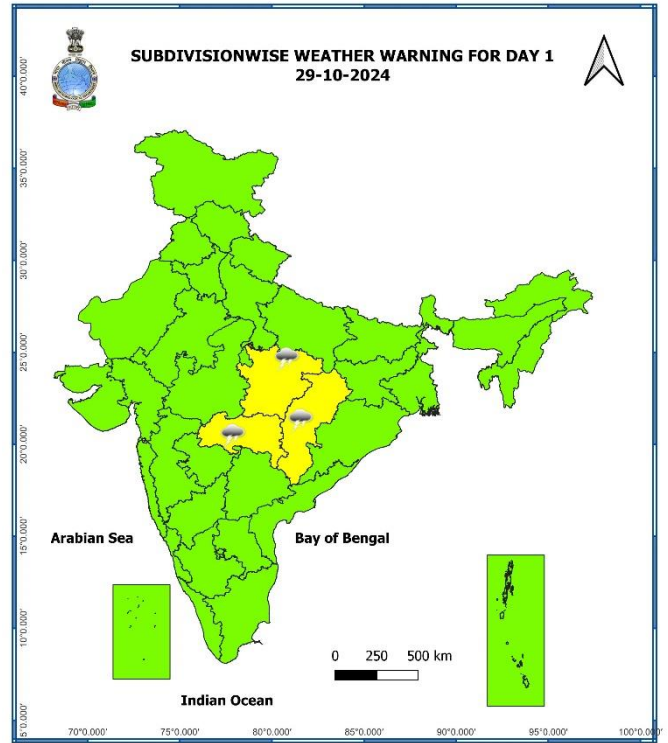 SUBDIVISIONWISE WEATHER WARNING FOR DAY 1
29-10-2024
40°0.000'
35°0.000'
30°0.000'
25°0.000'
20°0.000'
15°0.000'
10°0.000'
5°0.000'
Arabian Sea
Bay of Bengal
0 250 500 km
Indian Ocean
70°0.000' 75°0.000' 80°0.000' 85°0.000' 90°0.000' 95°0.000' 100°0.000'